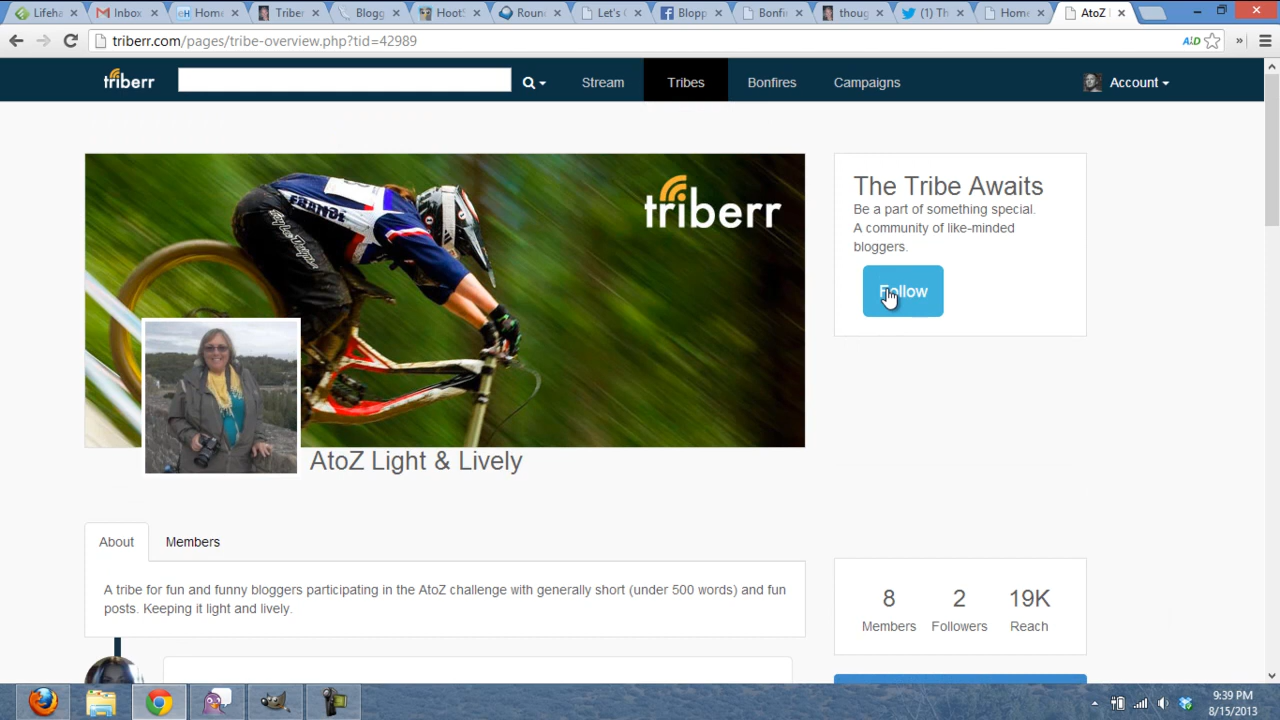 Lifeha
Inbox
Home
Triber
Blogg
HootS
Roun
Let's
Blopp
Bonfi
thoug
(1) Th
Home
AtoZ
triberr.com/pages/tribe-overview.php?tid=42989
triberr
Stream
Tribes
Bonfires
Campaigns
Account
triberr
The Tribe Awaits
Be a part of something special.
A community of like-minded
bloggers.
Follow
AtoZ Light & Lively
About
Members
A tribe for fun and funny bloggers participating in the AtoZ challenge with generally short (under 500 words) and fun
posts. Keeping it light and lively.
8
Members
2
Followers
19K
Reach
9:39 PM
8/15/2013